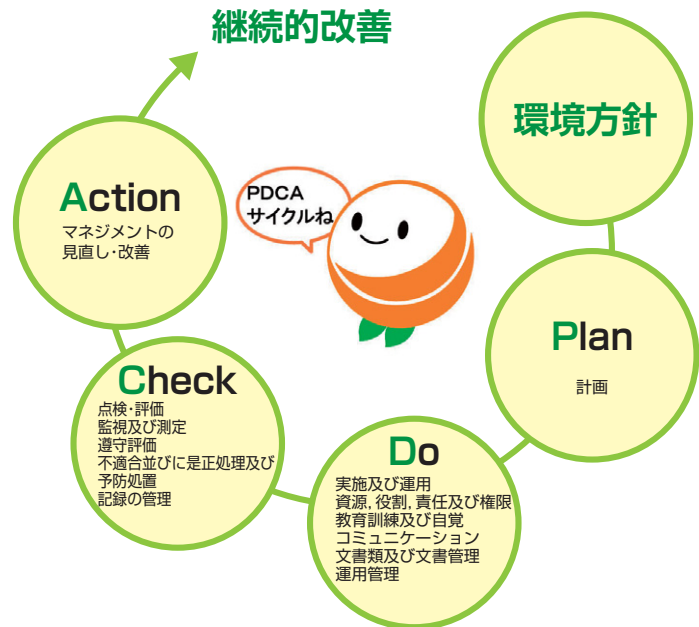 継続的改善
環境方針
Plan
計画
Do
実施及び運用
資源，役割，責任及び権限
教育訓練及び自覚
コミュニケーション
文書類及び文書管理
運用管理
Check
点検・評価
監視及び測定
遵守評価
不適合並びに是正処理及び
予防処置
記録の管理
Action
マネジメントの
見直し・改善
PDCA
サイクルね